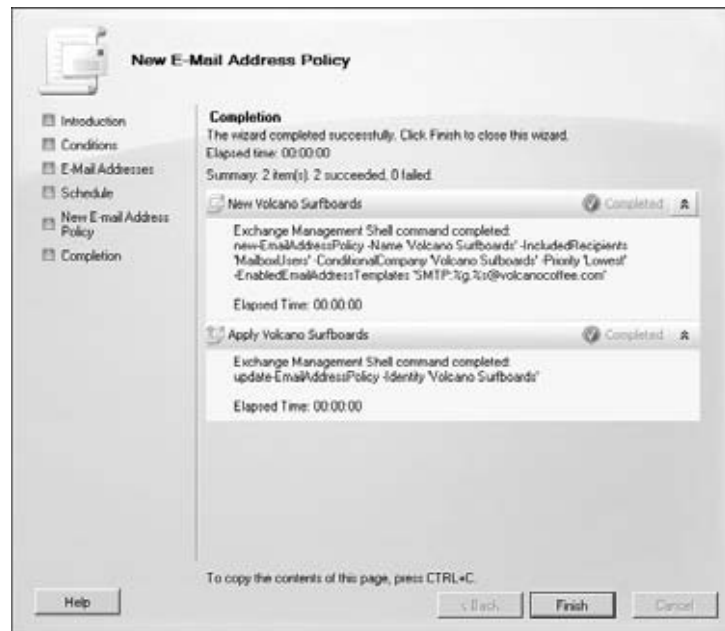 New E-Mail Address Policy
Introduction
Conditions
E-Mail Addresses
Schedule
New E-mail Address
Policy
Completion
Completion
The wizard completed successfully. Click Finish to close this wizard.
Elapsed time: 00:00:00
Summary: 2 item(s). 2 succeeded, 0 failed.
New Volcano Surfboards
Completed
Exchange Management Shell command completed:
new-EmailAddressPolicy -Name 'Volcano Surfboards' -IncludedRecipients
'MailboxUsers' -ConditionalCompany 'Volcano Surfboards' -Priority 'Lowest'
-EnabledEmailAddressTemplates 'SMTP:%g.%s@volcanocoffee.com'
Elapsed Time: 00:00:00
Apply Volcano Surfboards
Completed
Exchange Management Shell command completed:
update-EmailAddressPolicy -Identity 'Volcano Surfboards'
Elapsed Time: 00:00:00
To copy the contents of this page, press CTRL+C.
Help
< Back
Finish
Cancel